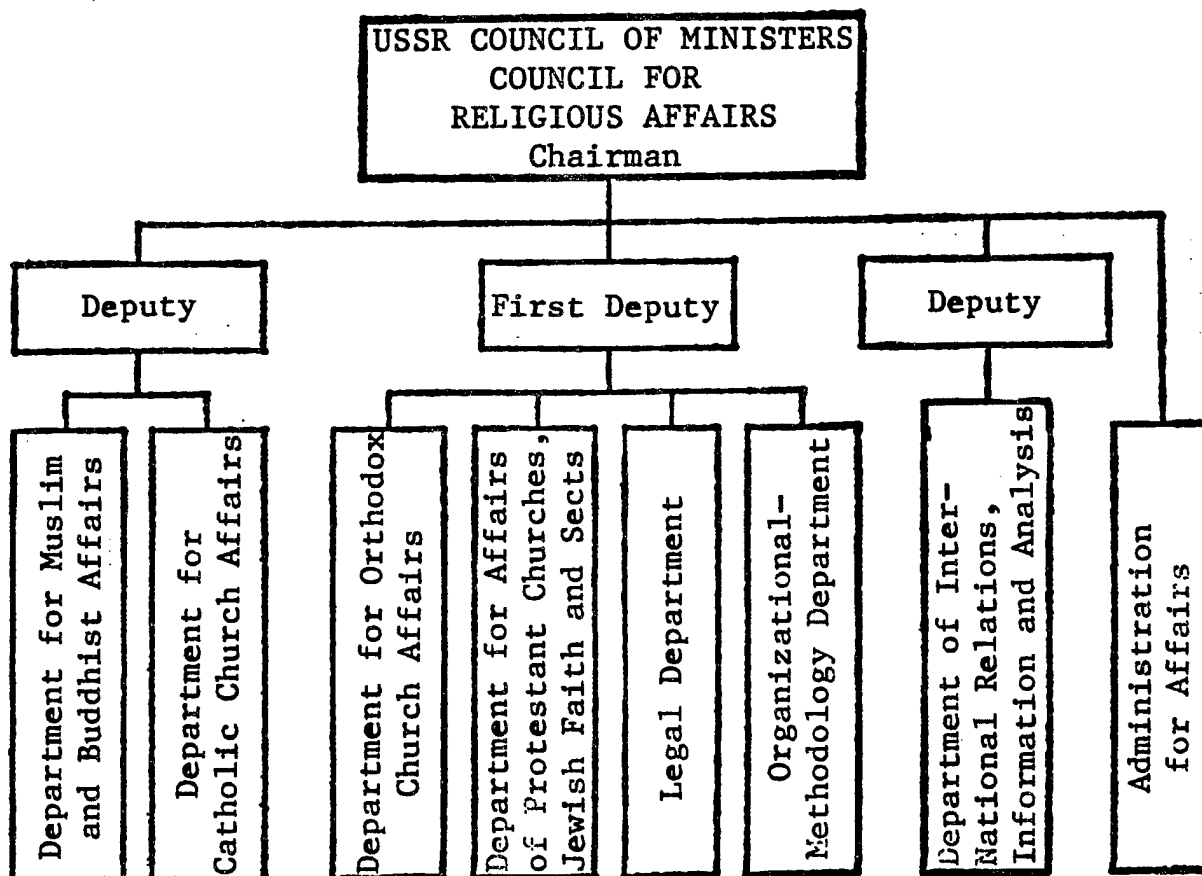 USSR COUNCIL OF MINISTERS
COUNCIL FOR
RELIGIOUS AFFAIRS
Chairman
Deputy
First Deputy
Deputy
Department for Muslim
and Buddhist Affairs
Department for
Catholic Church Affairs
Department for Orthodox
Church Affairs
Department for Affairs
of Protestant Churches,
Jewish Faith and Sects
Legal Department
Organizational-
Methodology Department
Department of Inter-
National Relations,
Information and Analysis
Administration
for Affairs